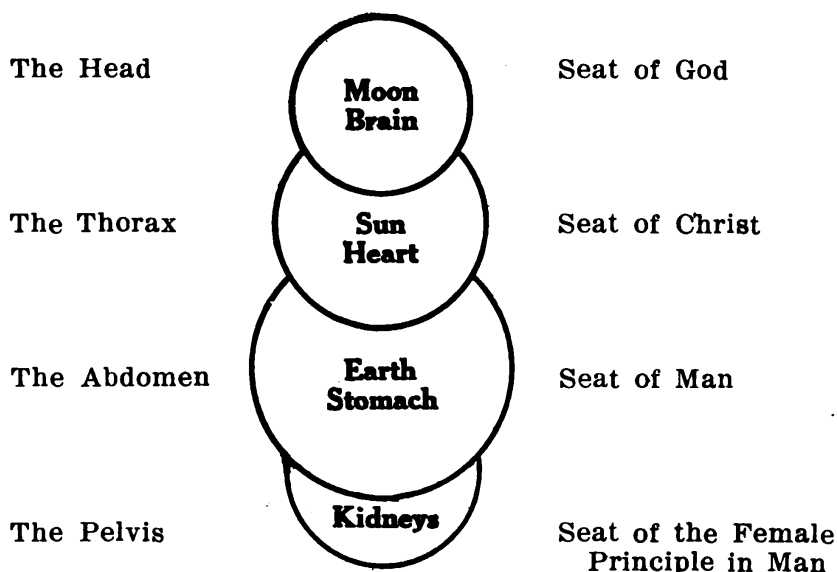 The Head
Moon
Brain
Seat of God
The Thorax
Sun
Heart
Seat of Christ
The Abdomen
Earth
Stomach
Seat of Man
The Pelvis
Kidneys
Seat of the Female
Principle in Man